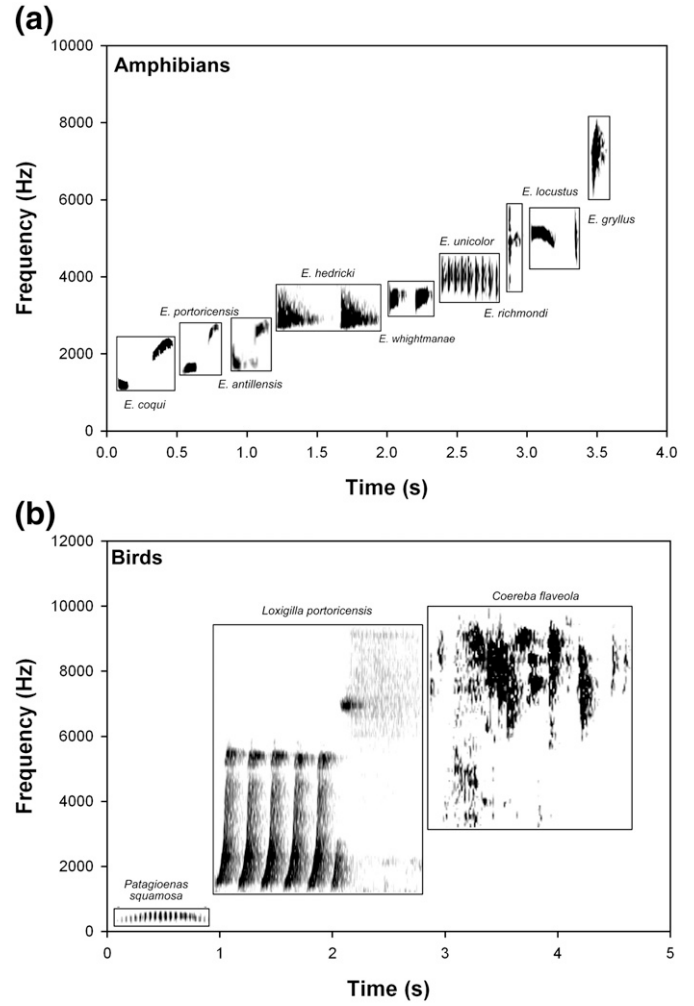 (a)
10000
Amphibians
8000
Frequency (Hz)
6000
4000
2000
0
E. coqui
E. portoricensis
E. antillensis
E. hedricki
E. whightmanae
E. unicolor
E. richmondi
E. locustus
E. gryllus
0.0 0.5 1.0 1.5 2.0 2.5 3.0 3.5 4.0
Time (s)
(b)
12000
Birds
10000
8000
Frequency (Hz)
6000
4000
2000
0
Patagioenas
squamosa
Loxigilla portoricensis
Coereba flaveola
0 1 2 3 4 5
Time (s)